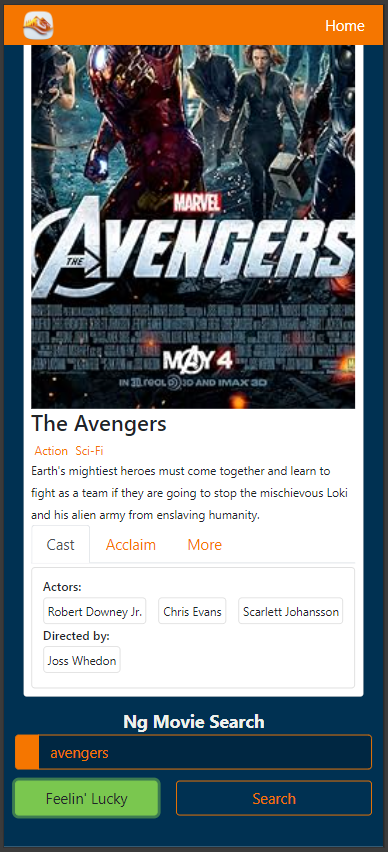 Home
MARVEL
THE AVENGERS
MAY 4
IN REAL D 3D AND IMAX 3D
The Avengers
Action Sci-Fi
Earth's mightiest heroes must come together and learn to
fight as a team if they are going to stop the mischievous Loki
and his alien army from enslaving humanity.
Cast Acclaim More
Actors:
Robert Downey Jr. Chris Evans Scarlett Johansson
Directed by:
Joss Whedon
Ng Movie Search
avengers
Feelin' Lucky Search